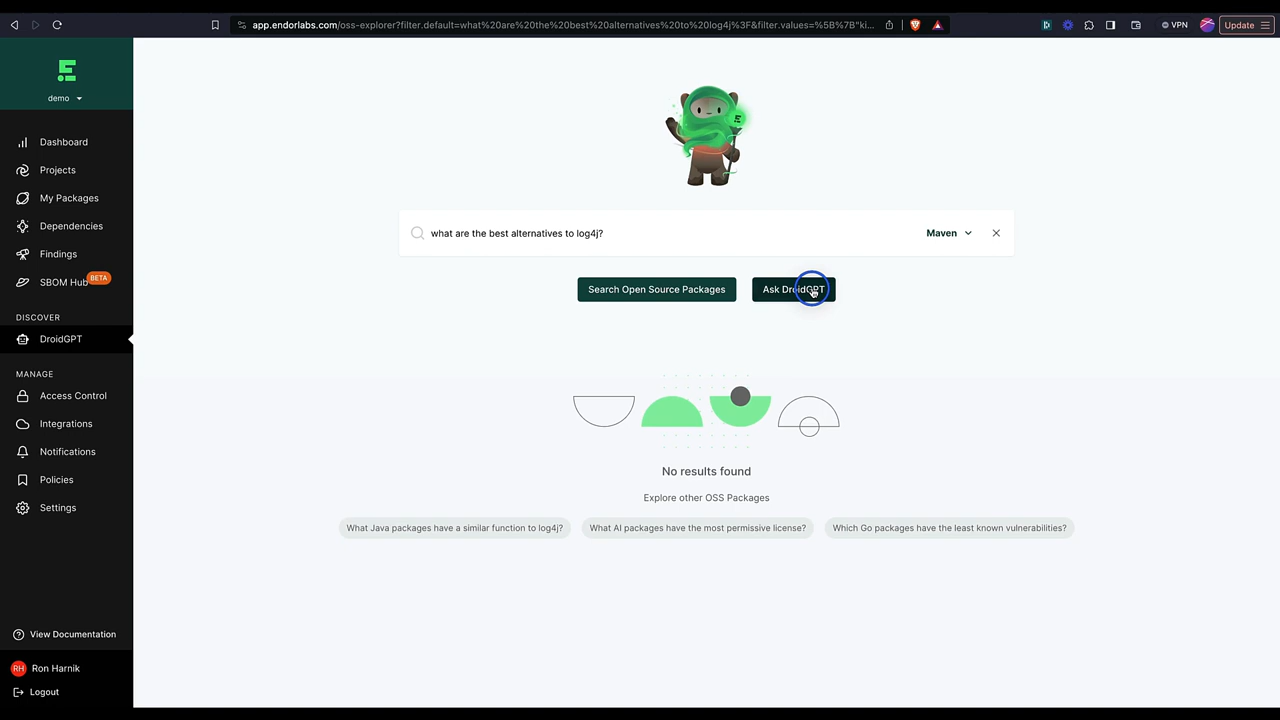 app.endorlabs.com/oss-explorer?filter.default=what%20are%20the%20best%20alternatives%20to%20log4j%3F&filter.values=%5B%7B"ki...
VPN
Update
demo
Dashboard
Projects
My Packages
Dependencies
Findings
SBOM Hub BETA
DISCOVER
DroidGPT
MANAGE
Access Control
Integrations
Notifications
Policies
Settings
View Documentation
RH Ron Harnik
Logout
what are the best alternatives to log4j? Maven
Search Open Source Packages Ask DroidGPT
No results found
Explore other OSS Packages
What Java packages have a similar function to log4j? What AI packages have the most permissive license? Which Go packages have the least known vulnerabilities?